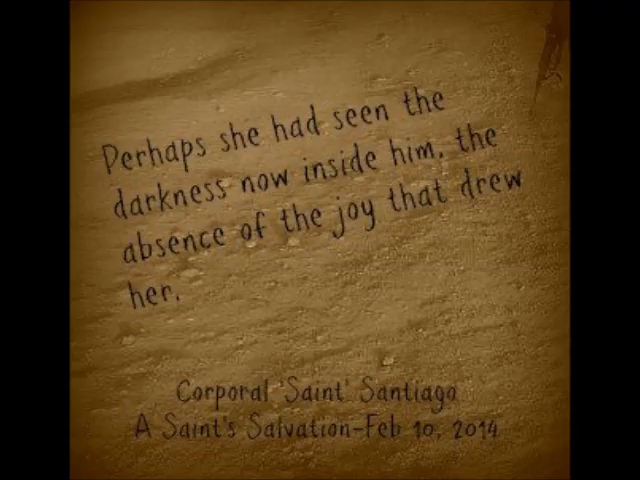 Perhaps she had seen the
darkness now inside him, the
absence of the joy that drew
her.
Corporal 'Saint' Santiago
A Saint's Salvation-Feb 10, 2014